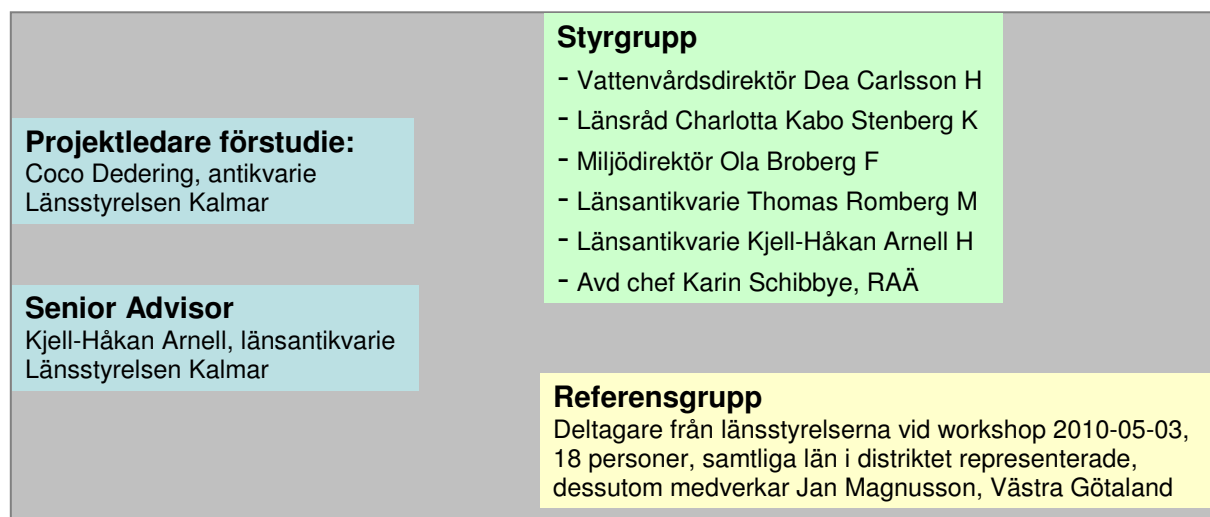 Projektledare förstudie:
Coco Dedering, antikvarie
Länsstyrelsen Kalmar
Senior Advisor
Kjell-Håkan Arnell, länsantikvarie
Länsstyrelsen Kalmar
Styrgrupp
- Vattenvårdsdirektör Dea Carlsson H
- Länsråd Charlotta Kabo Stenberg K
- Miljödirektör Ola Broberg F
- Länsantikvarie Thomas Romberg M
- Länsantikvarie Kjell-Håkan Arnell H
- Avd chef Karin Schibbye, RAÄ
Referensgrupp
Deltagare från länsstyrelserna vid workshop 2010-05-03,
18 personer, samtliga län i distriktet representerade,
dessutom medverkar Jan Magnusson, Västra Götaland